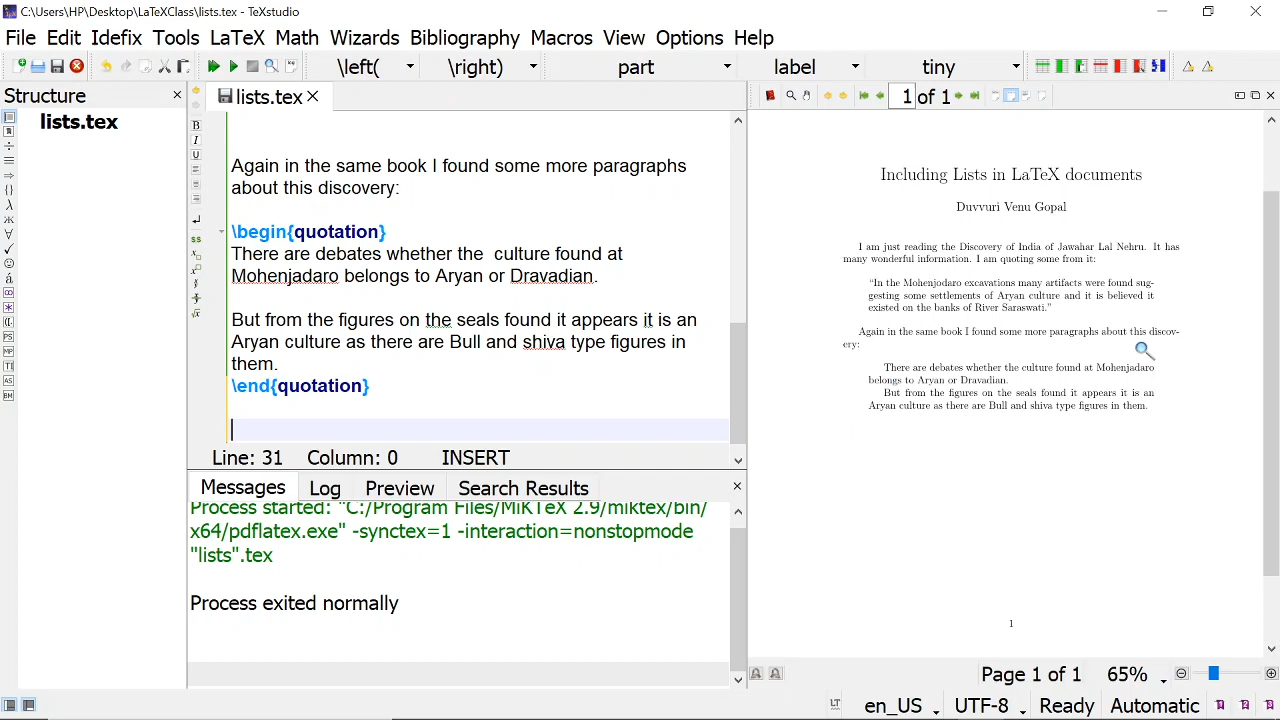 C:\Users\HP\Desktop\LaTeXClass\lists.tex - TeXstudio
File Edit Idefix Tools LaTeX Math Wizards Bibliography Macros View Options Help
\left( \right) part label tiny
Structure
lists.tex
lists.tex
1 of 1
Again in the same book I found some more paragraphs
about this discovery:
\begin{quotation}
There are debates whether the  culture found at
Mohenjadaro belongs to Aryan or Dravadian.
But from the figures on the seals found it appears it is an
Aryan culture as there are Bull and shiva type figures in
them.
\end{quotation}
Line: 31 Column: 0 INSERT
Messages Log Preview Search Results
Process started: "C:/Program Files/MiKTeX 2.9/miktex/bin/
x64/pdflatex.exe" -synctex=1 -interaction=nonstopmode
"lists".tex
Process exited normally
Including Lists in LaTeX documents
Duvvuri Venu Gopal
I am just reading the Discovery of India of Jawahar Lal Nehru. It has
many wonderful information. I am quoting some from it:
“In the Mohenjodaro excavations many artifacts were found sug-
gesting some settlements of Aryan culture and it is believed it
existed on the banks of River Saraswati.”
Again in the same book I found some more paragraphs about this discov-
ery:
There are debates whether the culture found at Mohenjadaro
belongs to Aryan or Dravadian.
But from the figures on the seals found it appears it is an
Aryan culture as there are Bull and shiva type figures in them.
1
Page 1 of 1 65%
en_US UTF-8 Ready Automatic